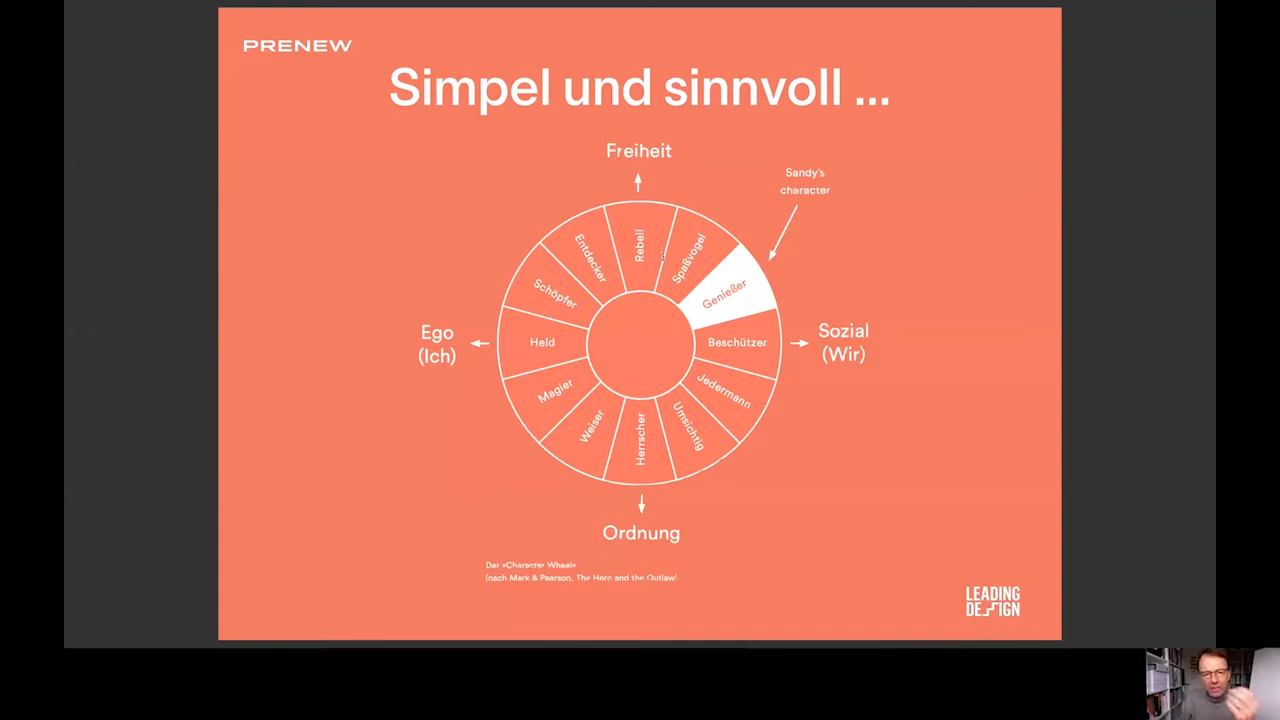 PRENEW
Simpel und sinnvoll ...
Freiheit
Sandy's
character
Rebell
Spaßvogel
Genießer
Beschützer
Jedermann
Umsichtig
Herrscher
Weiser
Magier
Held
Schöpfer
Entdecker
Ego
(Ich)
Sozial
(Wir)
Ordnung
Der »Character Wheel«
(nach Mark & Pearson, The Hero and the Outlaw)
LEADING
DESIGN